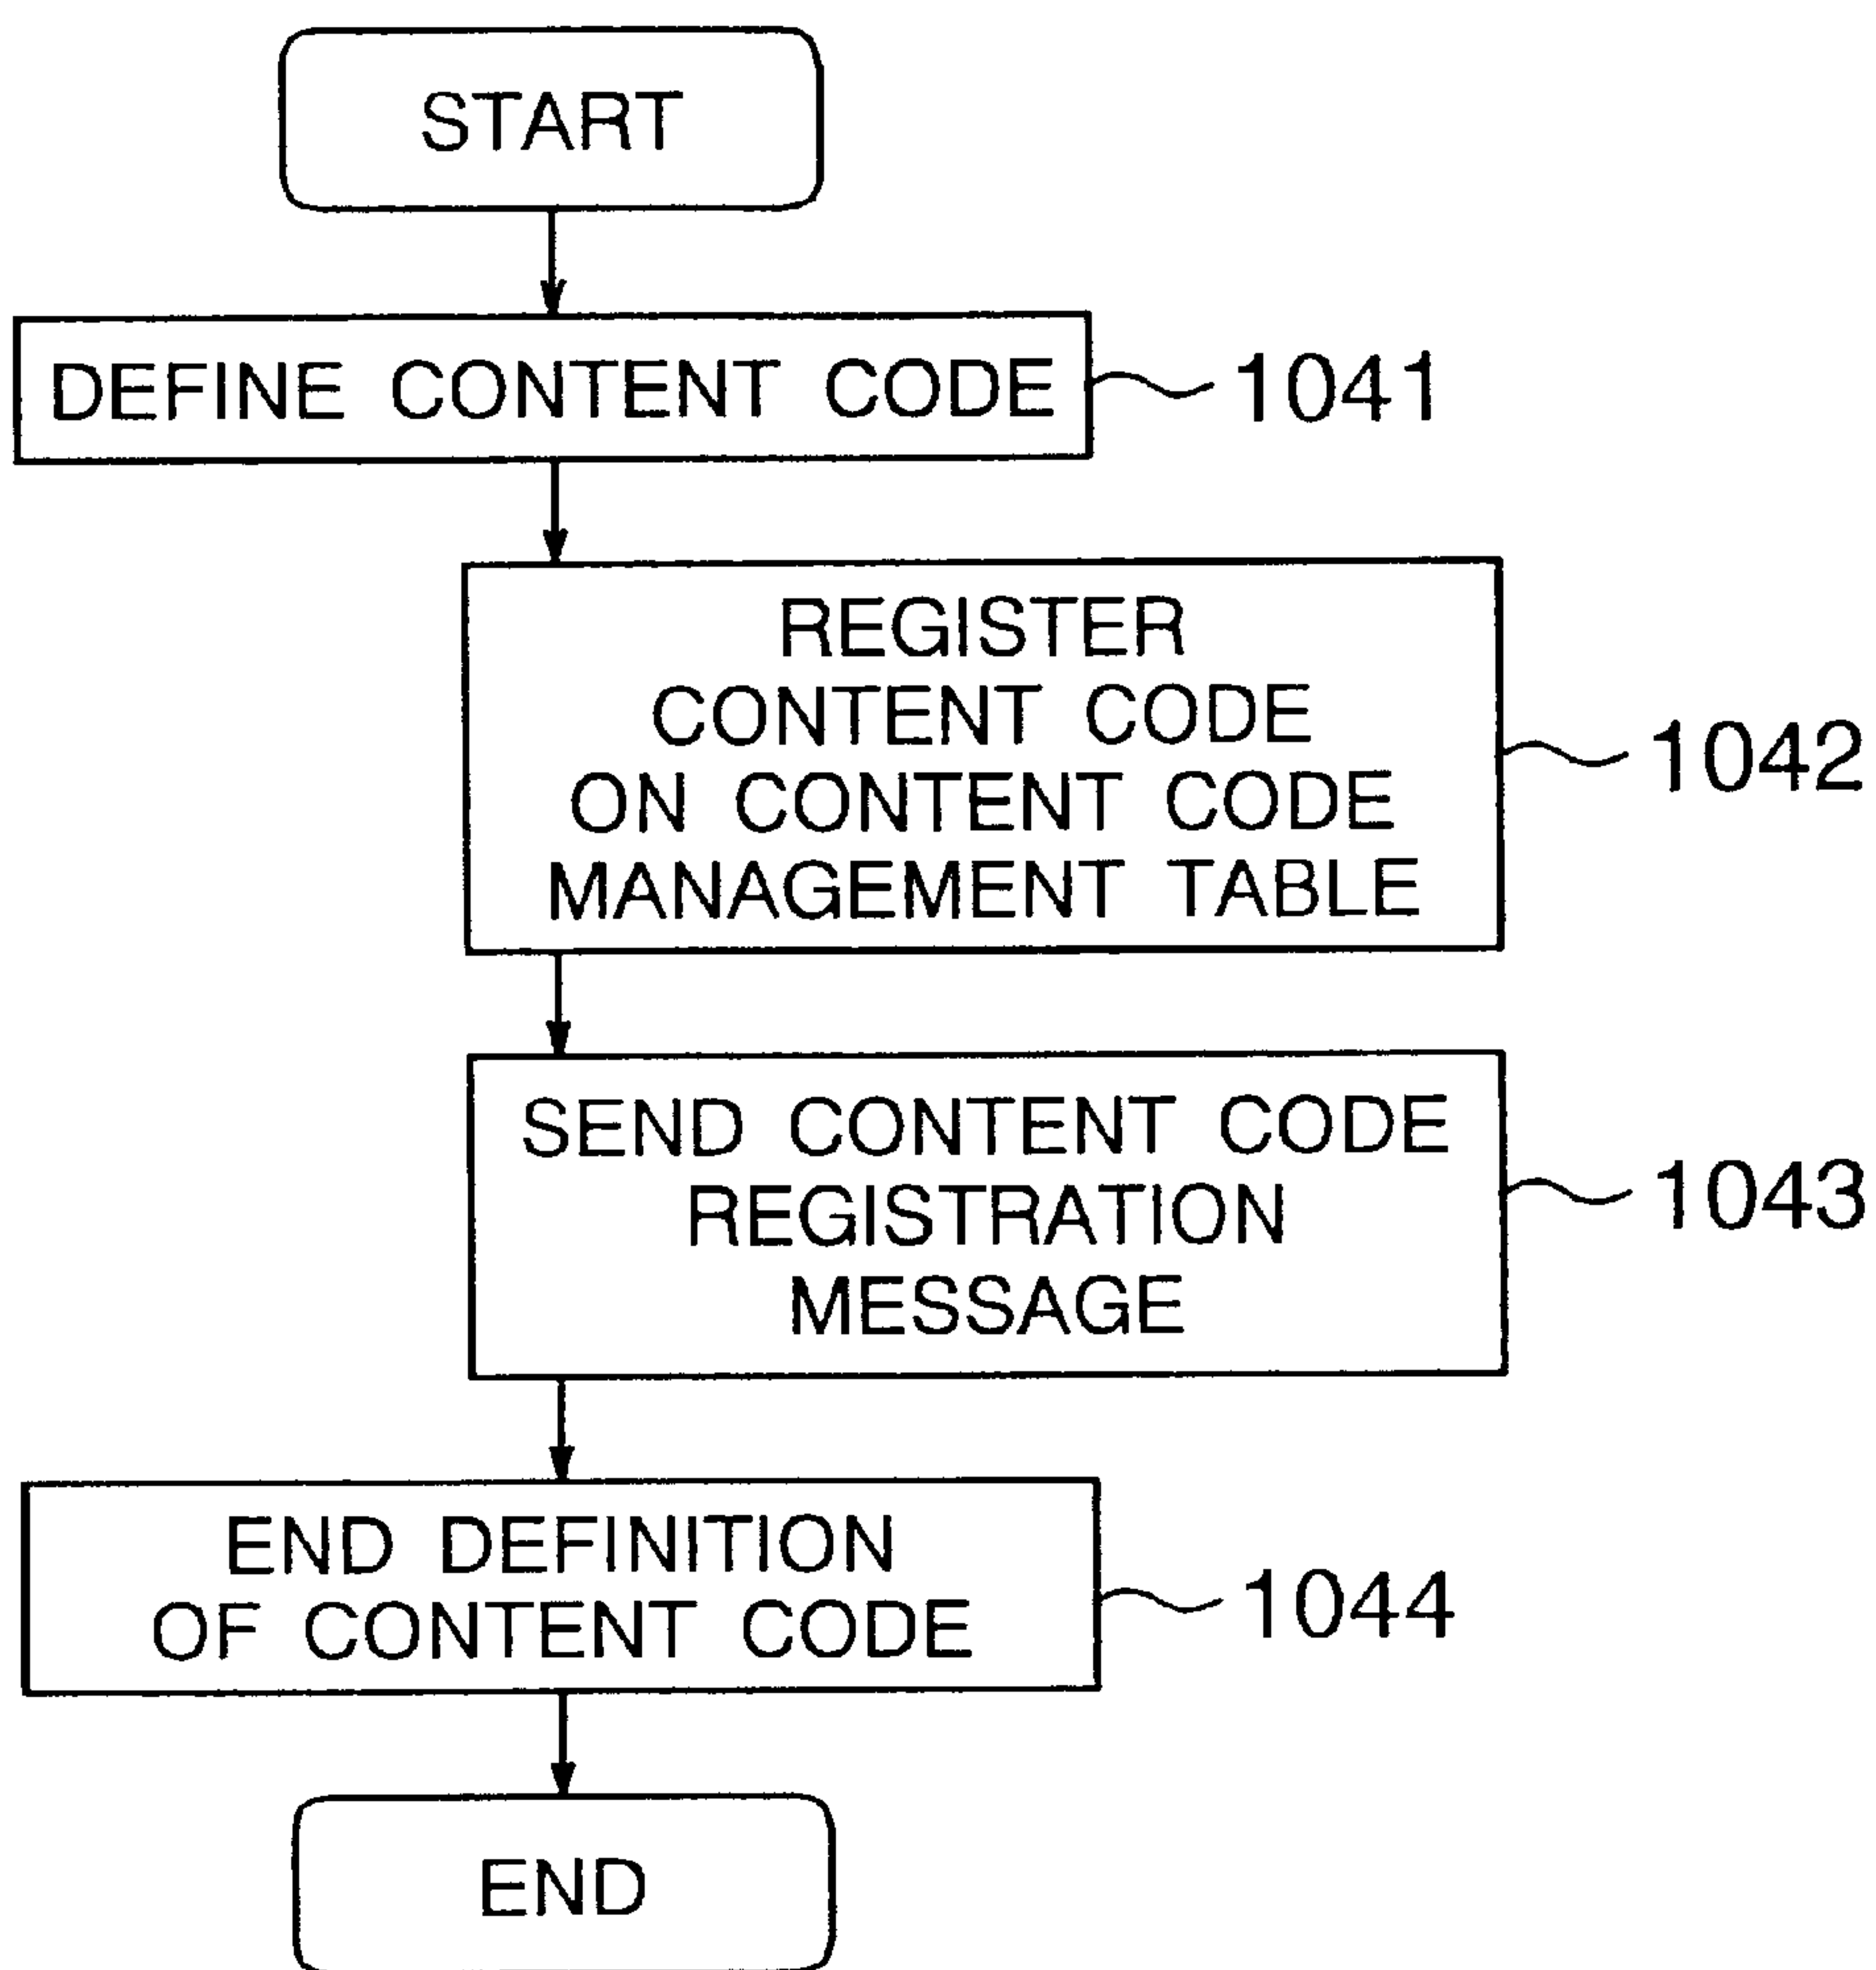 START
DEFINE CONTENT CODE
1041
REGISTER
CONTENT CODE
ON CONTENT CODE
MANAGEMENT TABLE
1042
SEND CONTENT CODE
REGISTRATION
MESSAGE
1043
END DEFINITION
OF CONTENT CODE
1044
END